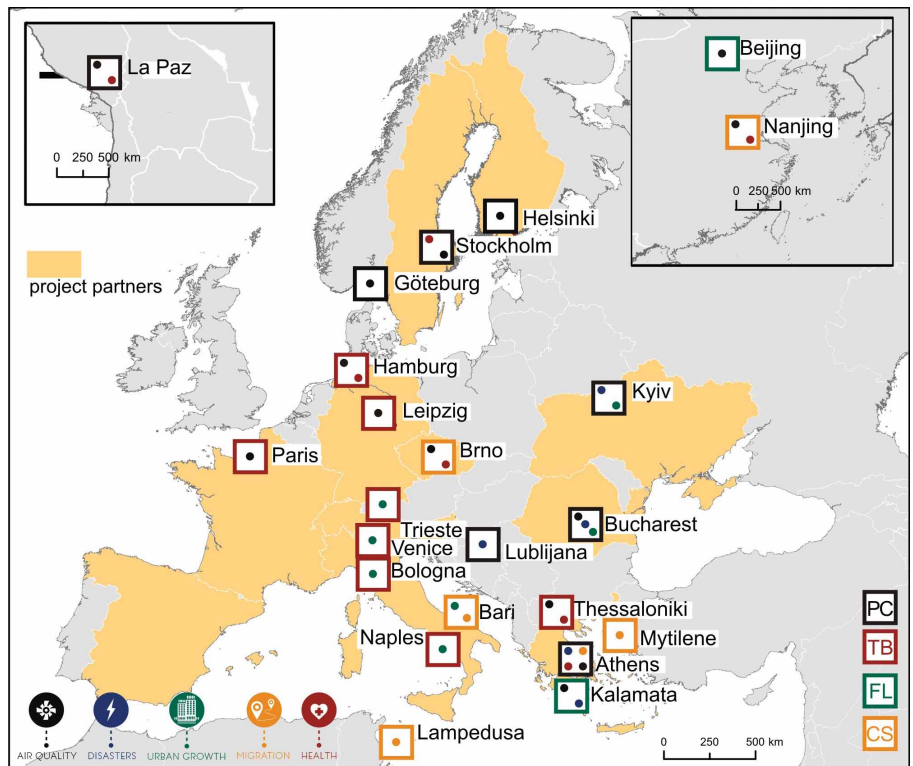 La Paz
0 250 500 km
Beijing
Nanjing
0 250 500 km
Helsinki
Stockholm
Göteburg
project partners
Hamburg
Leipzig
Kyiv
Paris
Brno
Bucharest
Trieste
Venice
Lublijana
Bologna
Bari
Thessaloniki
Mytilene
Naples
Athens
Kalamata
Lampedusa
PC
TB
FL
CS
AIR QUALITY
DISASTERS
URBAN GROWTH
MIGRATION
HEALTH
0 250 500 km